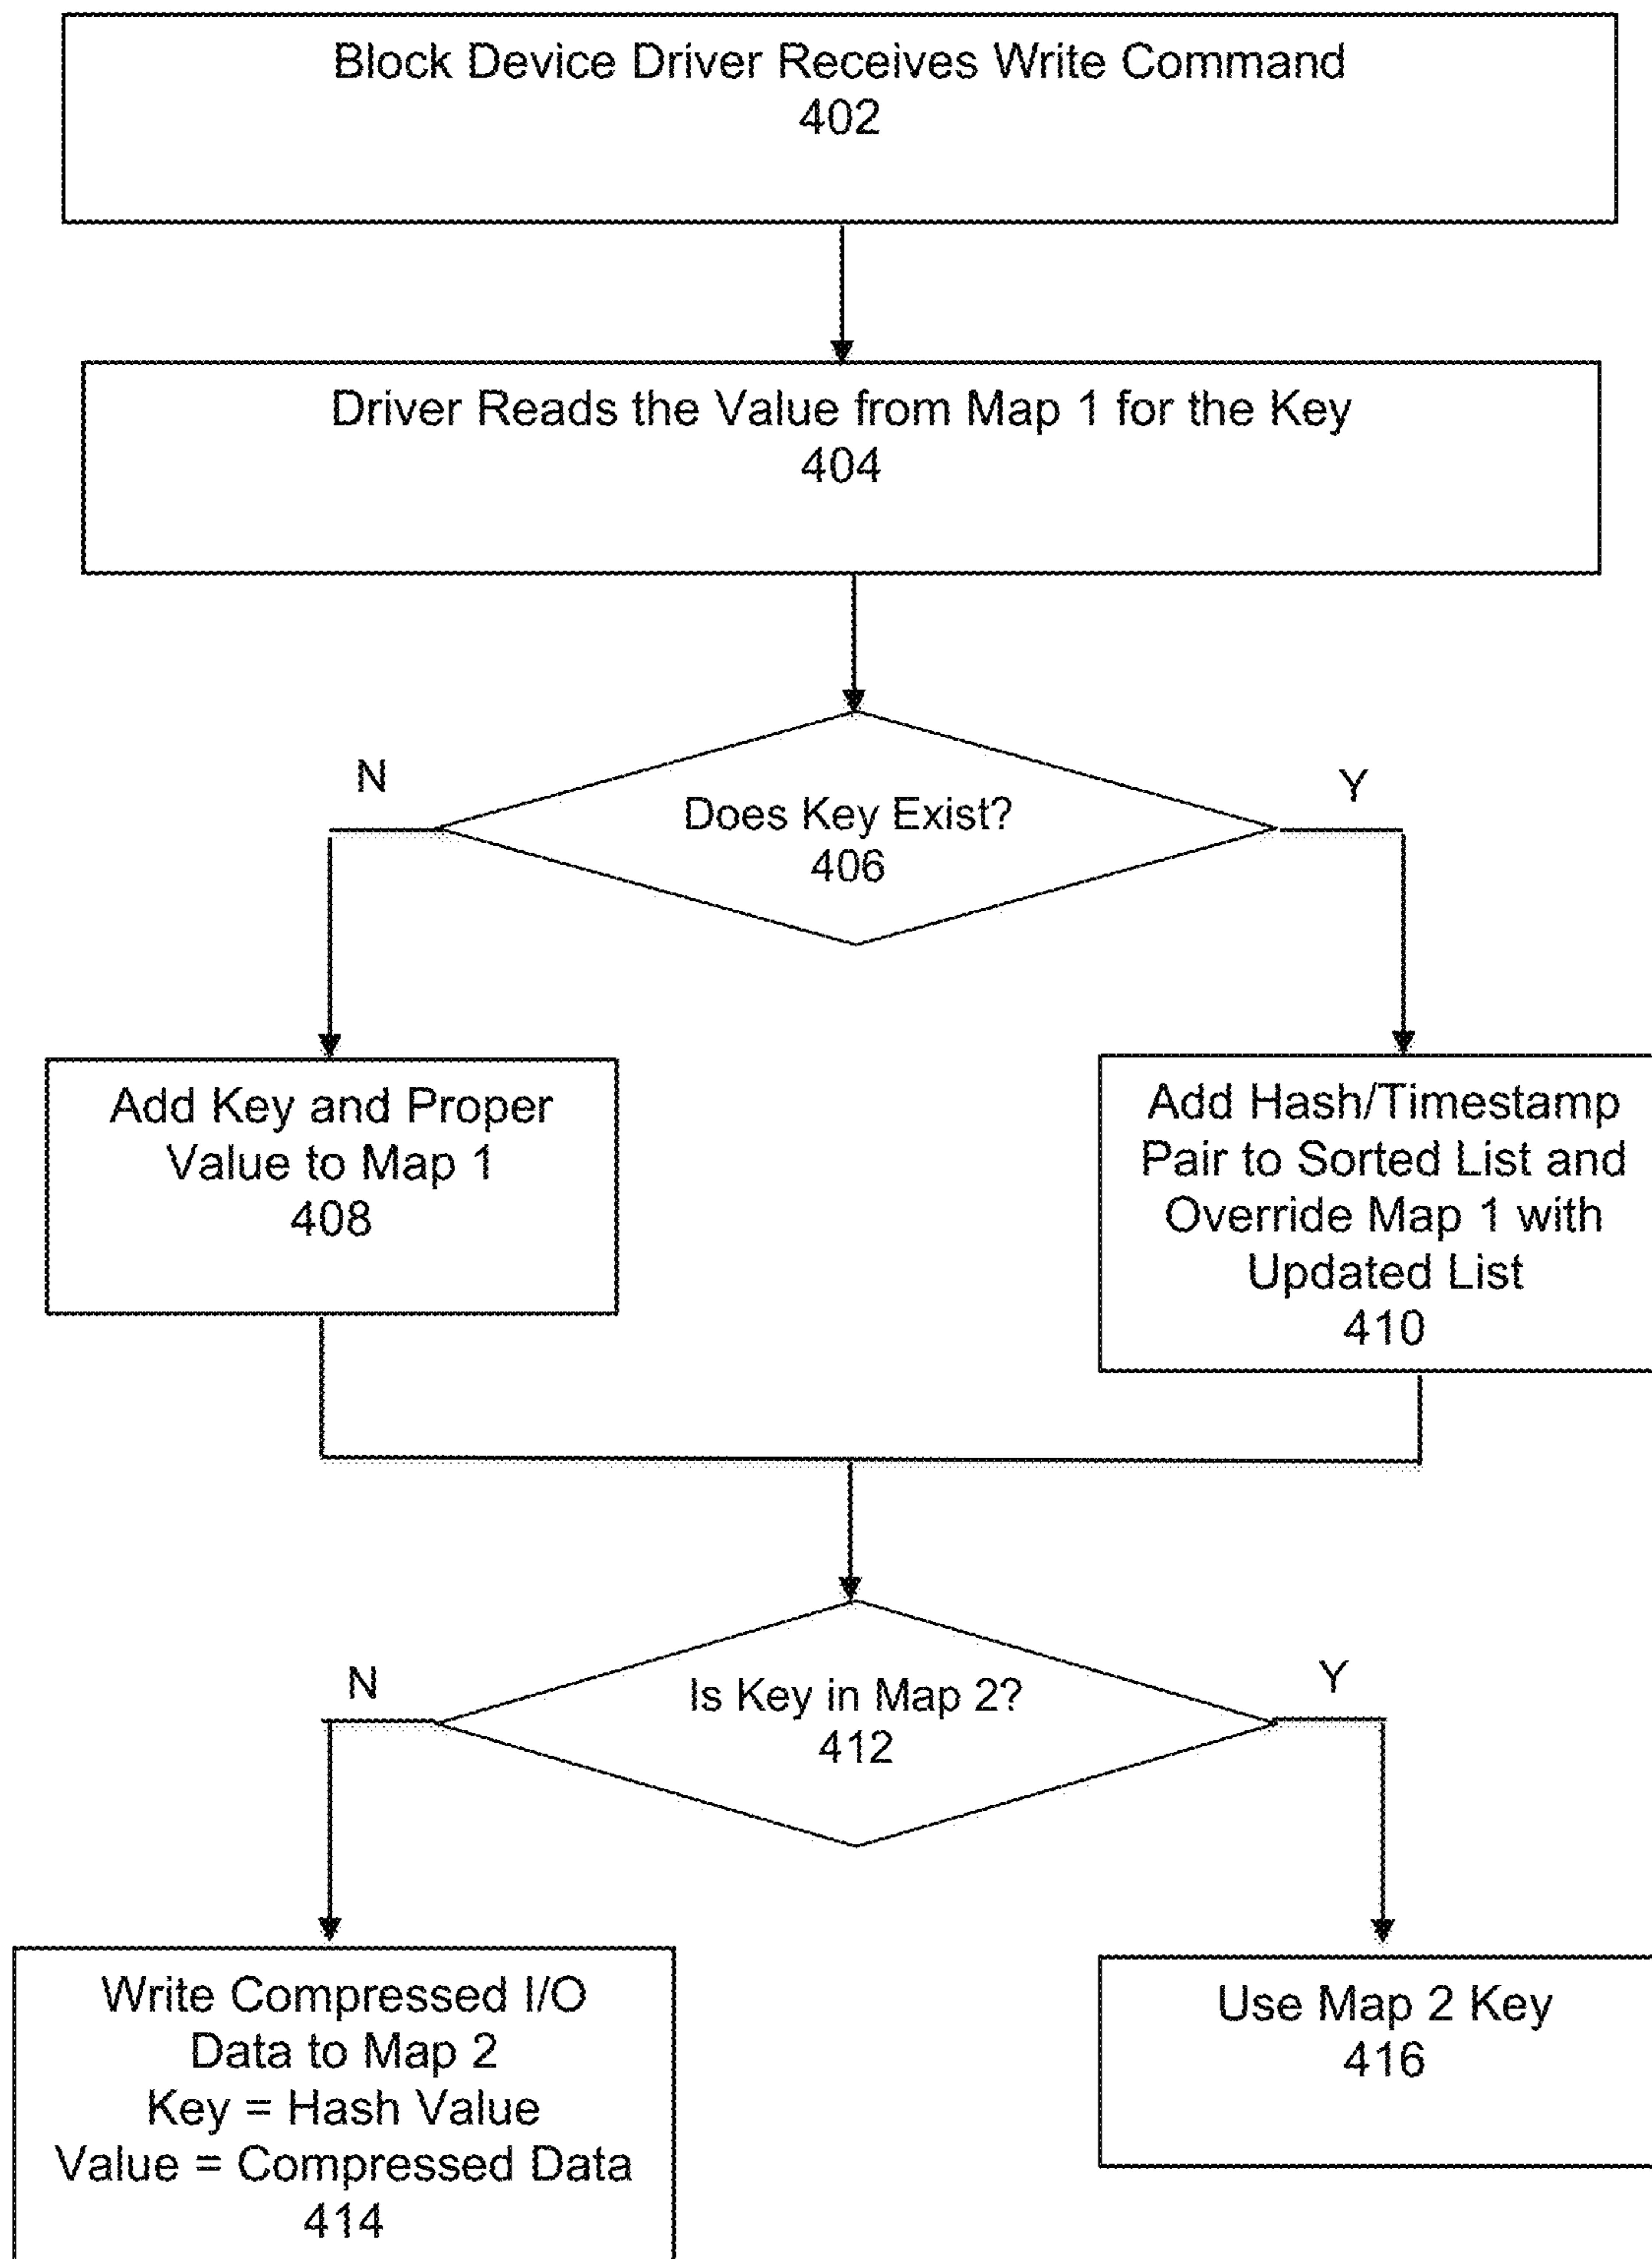 Block Device Driver Receives Write Command
402
Driver Reads the Value from Map 1 for the Key
404
N
Y
Does Key Exist?
406
Add Key and Proper
Value to Map 1
408
Add Hash/Timestamp
Pair to Sorted List and
Override Map 1 with
Updated List
410
N
Y
Is Key in Map 2?
412
Write Compressed I/O
Data to Map 2
Key = Hash Value
Value = Compressed Data
414
Use Map 2 Key
416